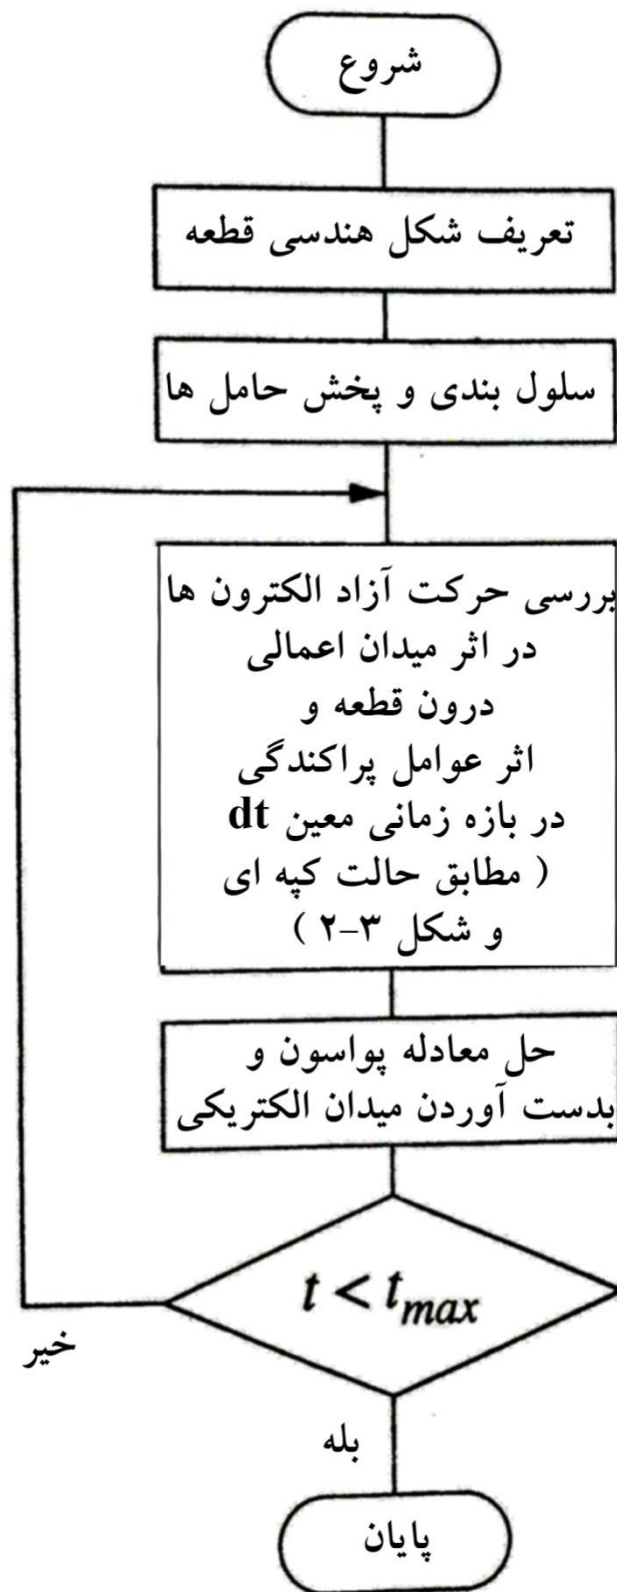 شروع
تعریف شکل هندسی قطعه
سلول بندی و پخش حامل ها
بررسی حرکت آزاد الکترون ها
در اثر میدان اعمالی
درون قطعه و
اثر عوامل پراکندگی
در بازه زمانی معین dt
( مطابق حالت کپه ای
و شکل ۳-۲ )
حل معادله پواسون و
بدست آوردن میدان الکتریکی
t < t_max
خیر
بله
پایان